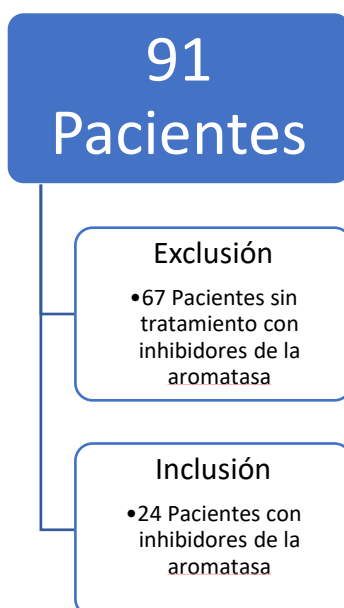 91
Pacientes
Exclusión
•67 Pacientes sin
tratamiento con
inhibidores de la
aromatasa
Inclusión
•24 Pacientes con
inhibidores de la
aromatasa